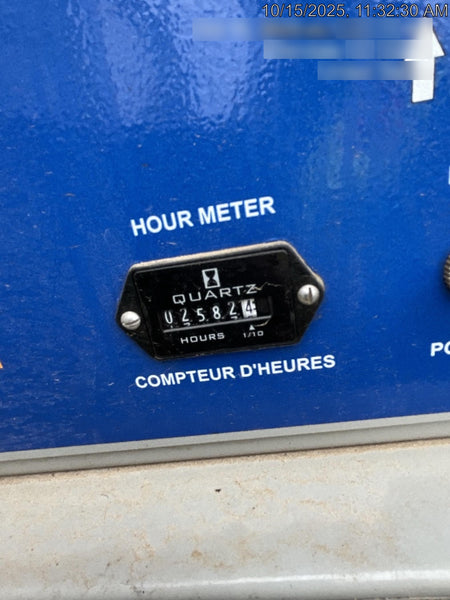 10/15/2025, 11:32:30 AM
HOUR METER
QUARTZ
025824
HOURS 1/10
COMPTEUR D'HEURES